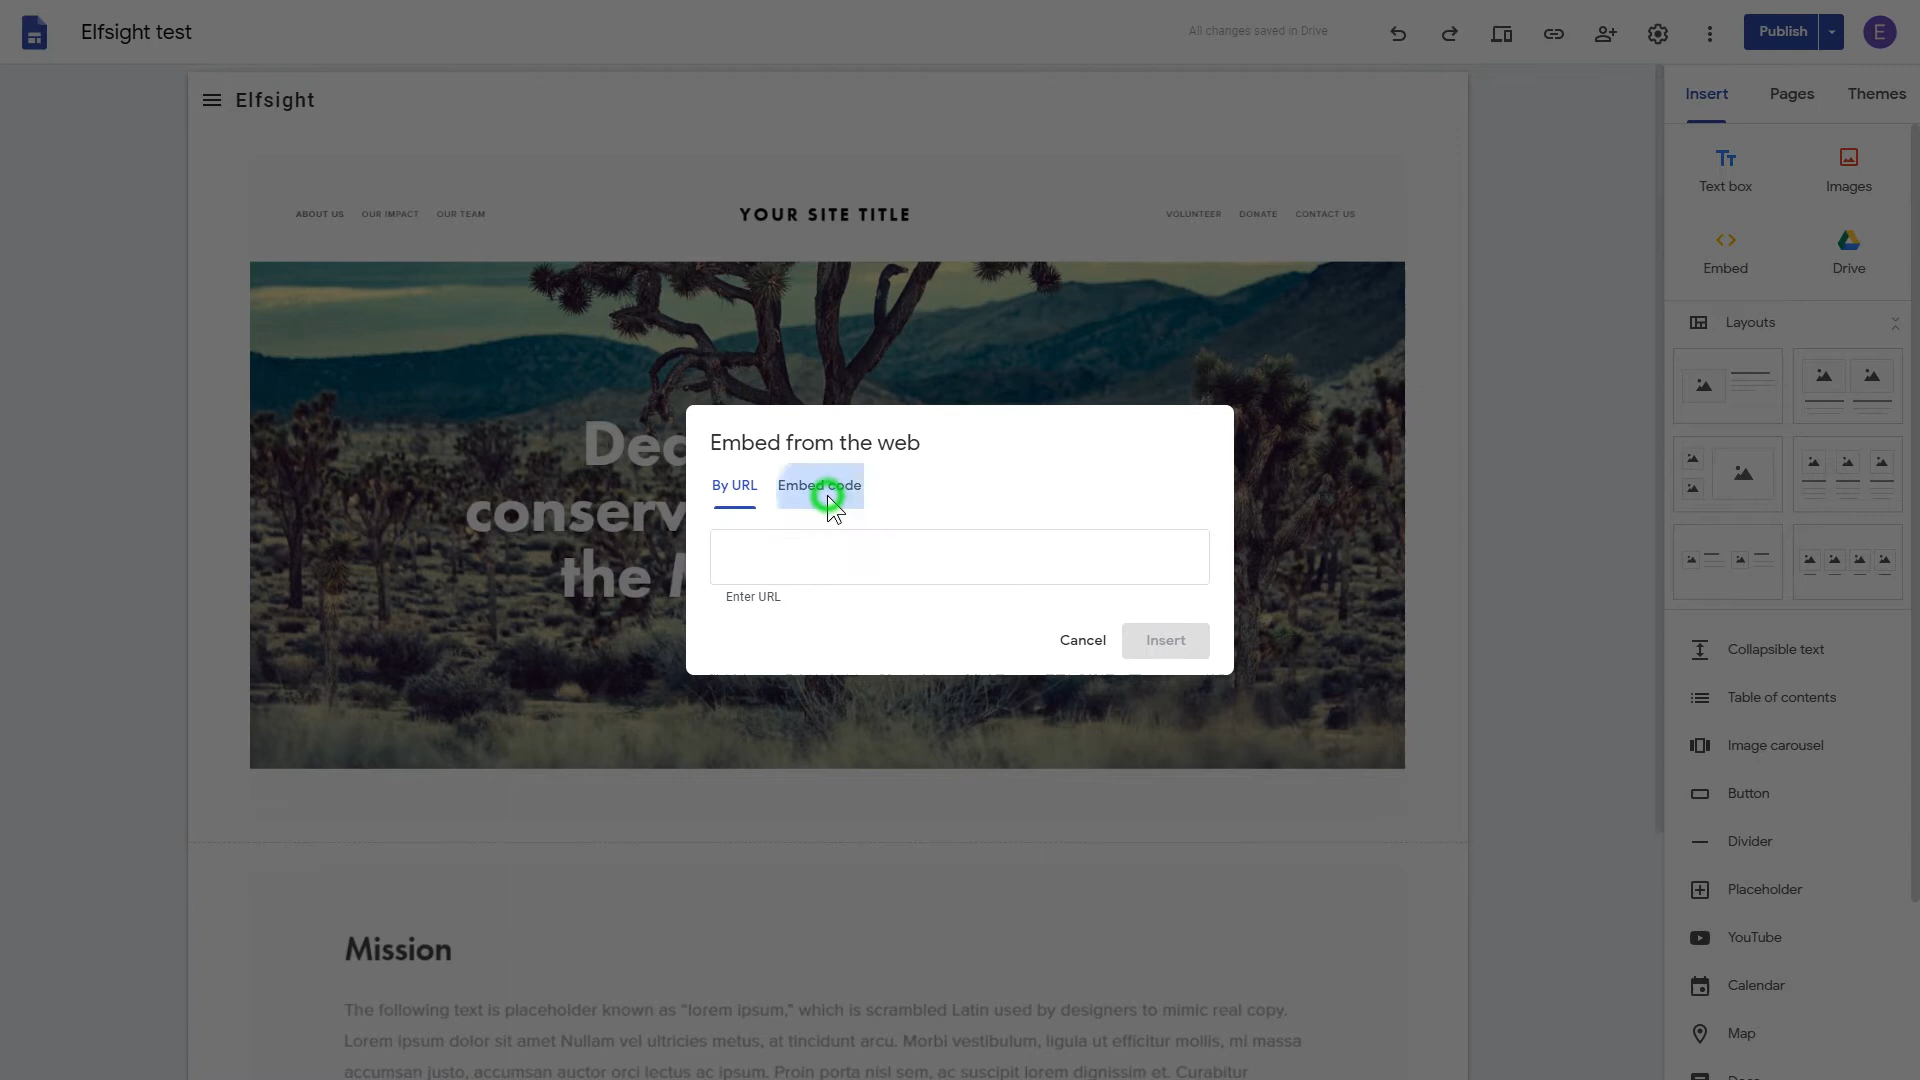 Elfsight test
All changes saved in Drive
Publish
E
Elfsight
ABOUT US OUR IMPACT OUR TEAM
YOUR SITE TITLE
VOLUNTEER DONATE CONTACT US
conserv
the
Embed from the web
By URL Embed code
Enter URL
Cancel Insert
Mission
The following text is placeholder known as “lorem ipsum,” which is scrambled Latin used by designers to mimic real copy.
Lorem ipsum dolor sit amet Nullam vel ultricies metus, at tincidunt arcu. Morbi vestibulum, ligula ut efficitur mollis, mi massa
accumsan justo, accumsan auctor orci lectus ac ipsum. Proin porta nisl sem, ac suscipit lorem dignissim et. Curabitur
Insert Pages Themes
Text box Images
Embed Drive
Layouts
Collapsible text
Table of contents
Image carousel
Button
Divider
Placeholder
YouTube
Calendar
Map